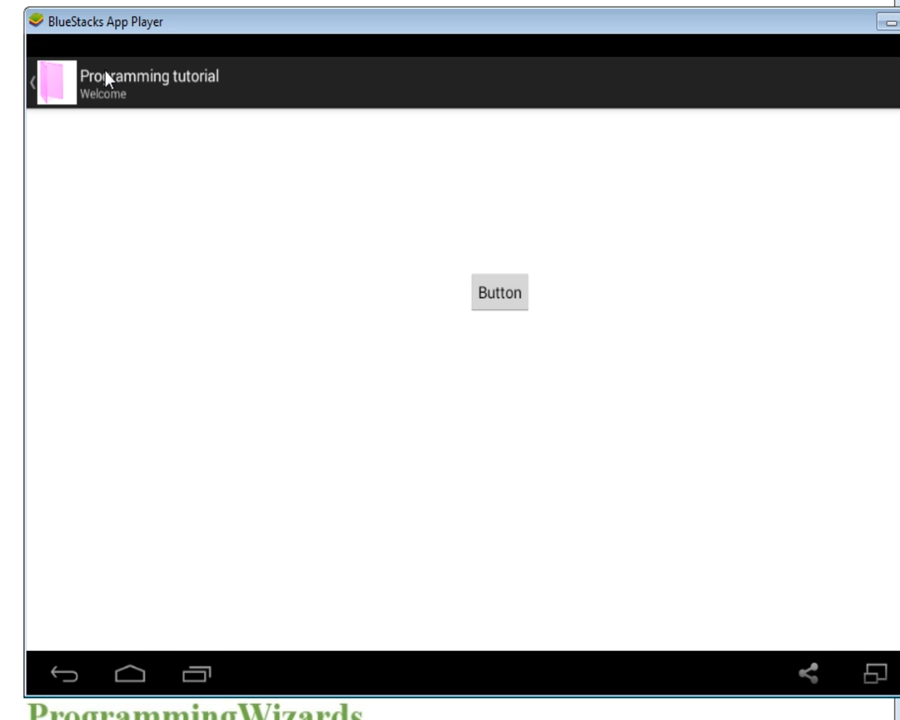 BlueStacks App Player
Programming tutorial
Welcome
Button
ProgrammingWizards